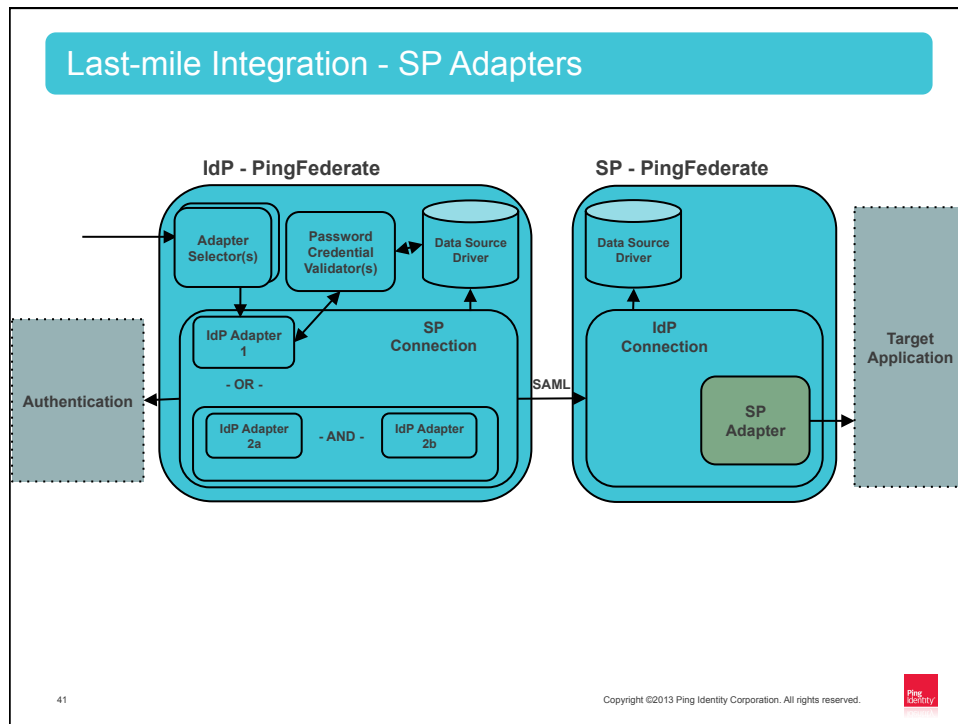 Last-mile Integration - SP Adapters
IdP - PingFederate
SP - PingFederate
Adapter
Selector(s)
Password
Credential
Validator(s)
Data Source
Driver
Data Source
Driver
IdP Adapter
1
SP
Connection
IdP
Connection
Target
Application
- OR -
SAML
Authentication
IdP Adapter
2a
- AND -
IdP Adapter
2b
SP
Adapter
41
Copyright ©2013 Ping Identity Corporation. All rights reserved.
Ping
Identity